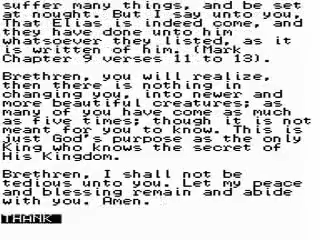 suffer many things, and be set
at nought. But I say unto you,
That Elias is indeed come, and
they have done unto him
whatsoever they listed, as it
is written of him. (Mark
Chapter 9 verses 11 to 13).
Brethren, you will realize,
then there is nothing in
changing you, into newer and
more beautiful creatures; as
many of you have come as much
as five times; though it is not
meant for you to know. This is
just God's purpose as the only
King who knows the secret of
His Kingdom.
Brethren, I shall not be
tedious unto you. Let my peace
and blessing remain and abide
with you. Amen.
THANK